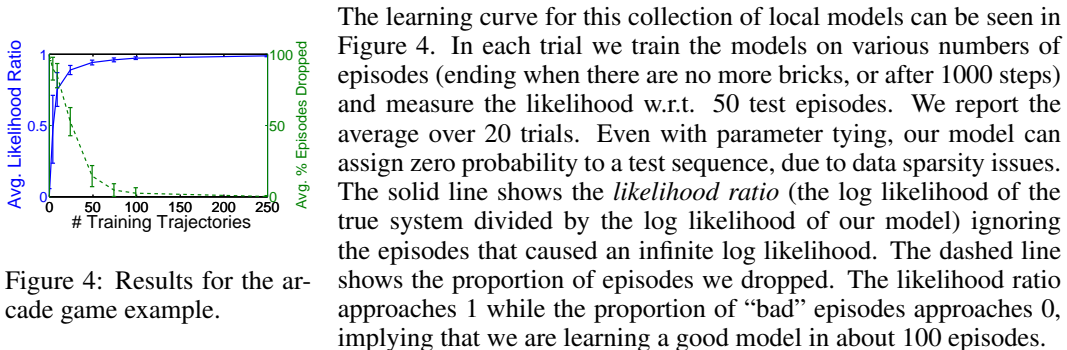 Avg. Likelihood Ratio
1
0.5
0
100
50
0
Avg. % Episodes Dropped
0 50 100 150 200 250
# Training Trajectories
Figure 4: Results for the ar-
cade game example.
The learning curve for this collection of local models can be seen in
Figure 4. In each trial we train the models on various numbers of
episodes (ending when there are no more bricks, or after 1000 steps)
and measure the likelihood w.r.t. 50 test episodes. We report the
average over 20 trials. Even with parameter tying, our model can
assign zero probability to a test sequence, due to data sparsity issues.
The solid line shows the likelihood ratio (the log likelihood of the
true system divided by the log likelihood of our model) ignoring
the episodes that caused an infinite log likelihood. The dashed line
shows the proportion of episodes we dropped. The likelihood ratio
approaches 1 while the proportion of “bad” episodes approaches 0,
implying that we are learning a good model in about 100 episodes.